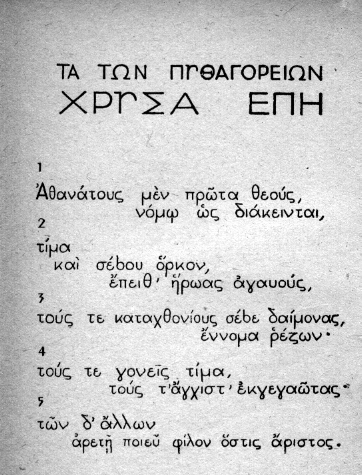 ΤΑ ΤΩΝ ΠΥΘΑΓΟΡΕΙΩΝ
ΧΡΥΣΑ ΕΠΗ
1
Ἀθανάτους μὲν πρῶτα θεούς,
νόμῳ ὡς διάκεινται,
2
τίμα
καὶ σέβου ὅρκον,
ἔπειθ' ἥρωας ἀγαυούς,
3
τούς τε καταχθονίους σέβε δαίμονας,
ἔννομα ῥέζων·
4
τούς τε γονεῖς τίμα,
τούς τ' ἄγχιστ' ἐκγεγαῶτας·
5
τῶν δ' ἄλλων
ἀρετῇ ποιεῦ φίλον ὅστις ἄριστος.